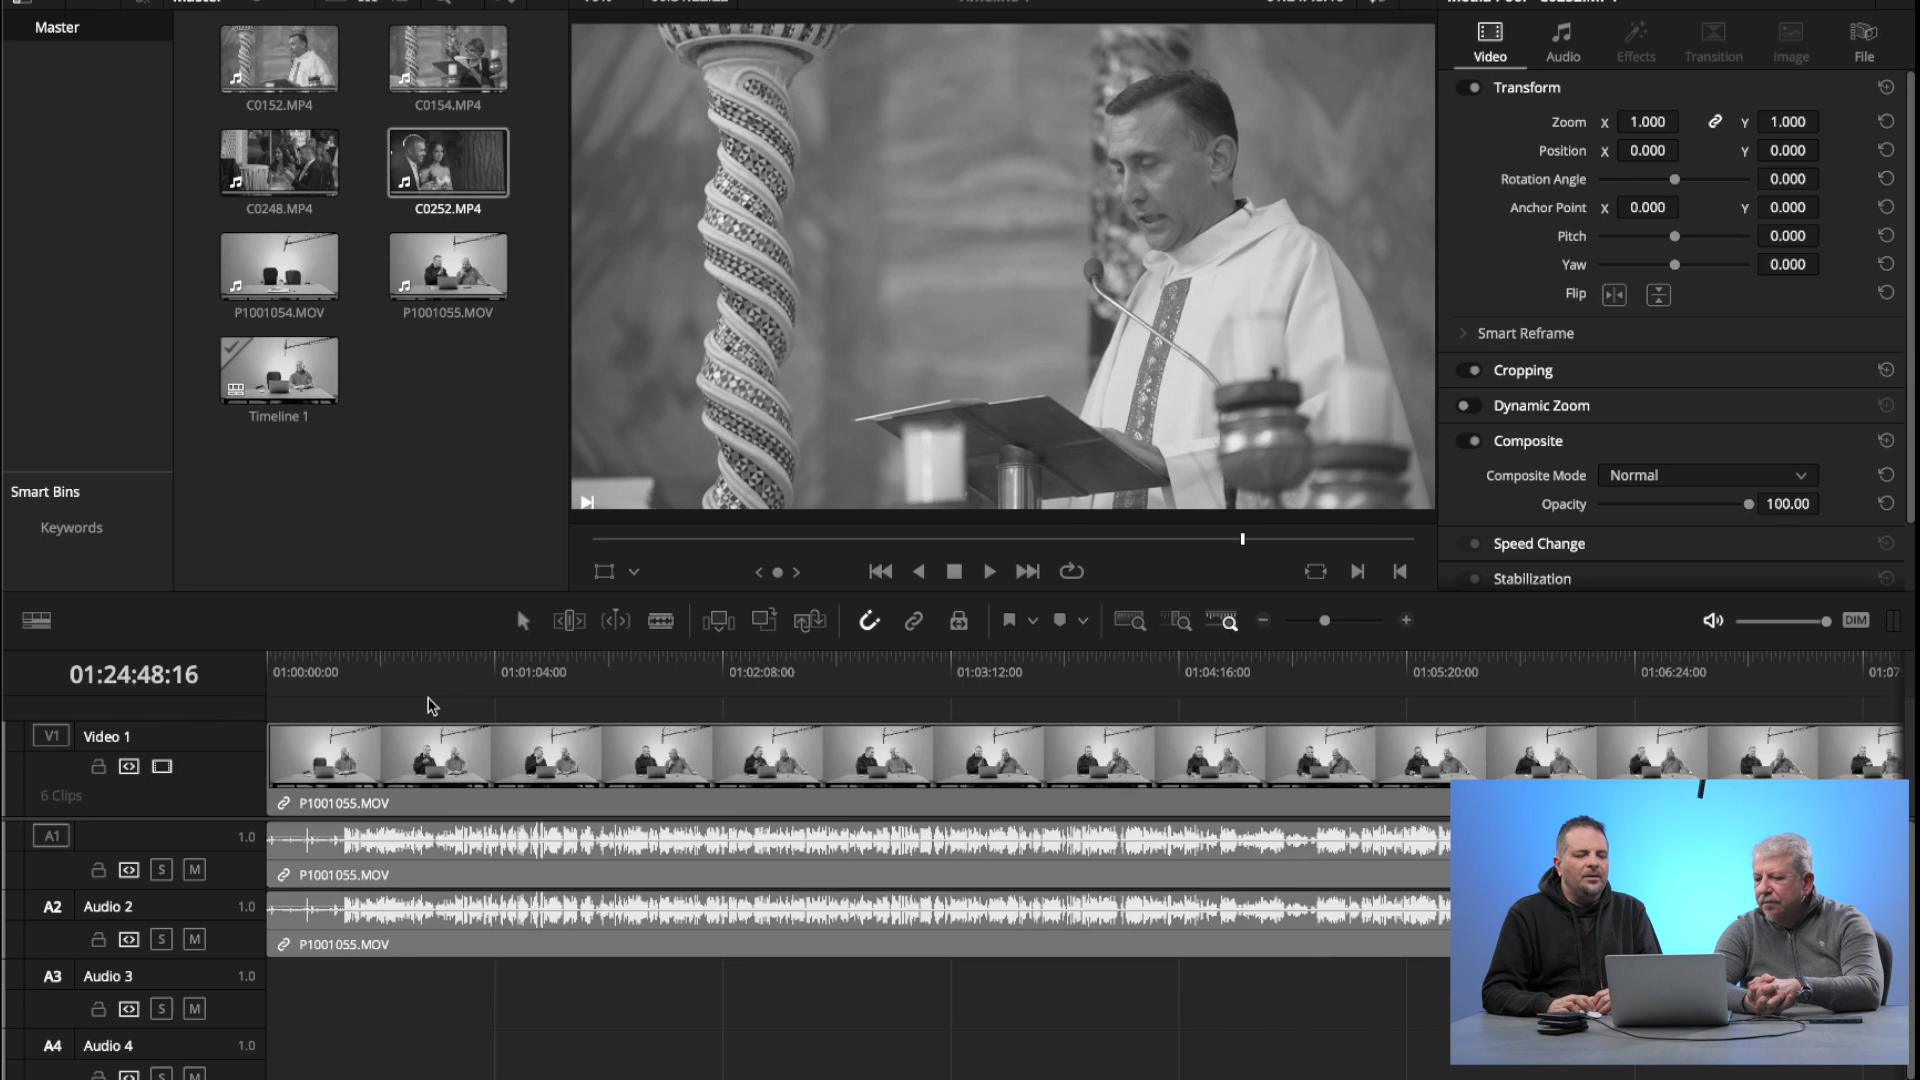 Master
C0152.MP4
C0154.MP4
C0248.MP4
C0252.MP4
P1001054.MOV
P1001055.MOV
Timeline 1
Smart Bins
Keywords
Video
Audio
Effects
Transition
Image
File
Transform
Zoom X 1.000 Y 1.000
Position X 0.000 Y 0.000
Rotation Angle 0.000
Anchor Point X 0.000 Y 0.000
Pitch 0.000
Yaw 0.000
Flip
Smart Reframe
Cropping
Dynamic Zoom
Composite
Composite Mode Normal
Opacity 100.00
Speed Change
Stabilization
DIM
01:24:48:16
01:00:00:00
01:01:04:00
01:02:08:00
01:03:12:00
01:04:16:00
01:05:20:00
01:06:24:00
01:07
V1 Video 1
6 Clips
P1001055.MOV
A1 1.0
S M
P1001055.MOV
A2 Audio 2 1.0
S M
P1001055.MOV
A3 Audio 3 1.0
S M
A4 Audio 4 1.0
S M